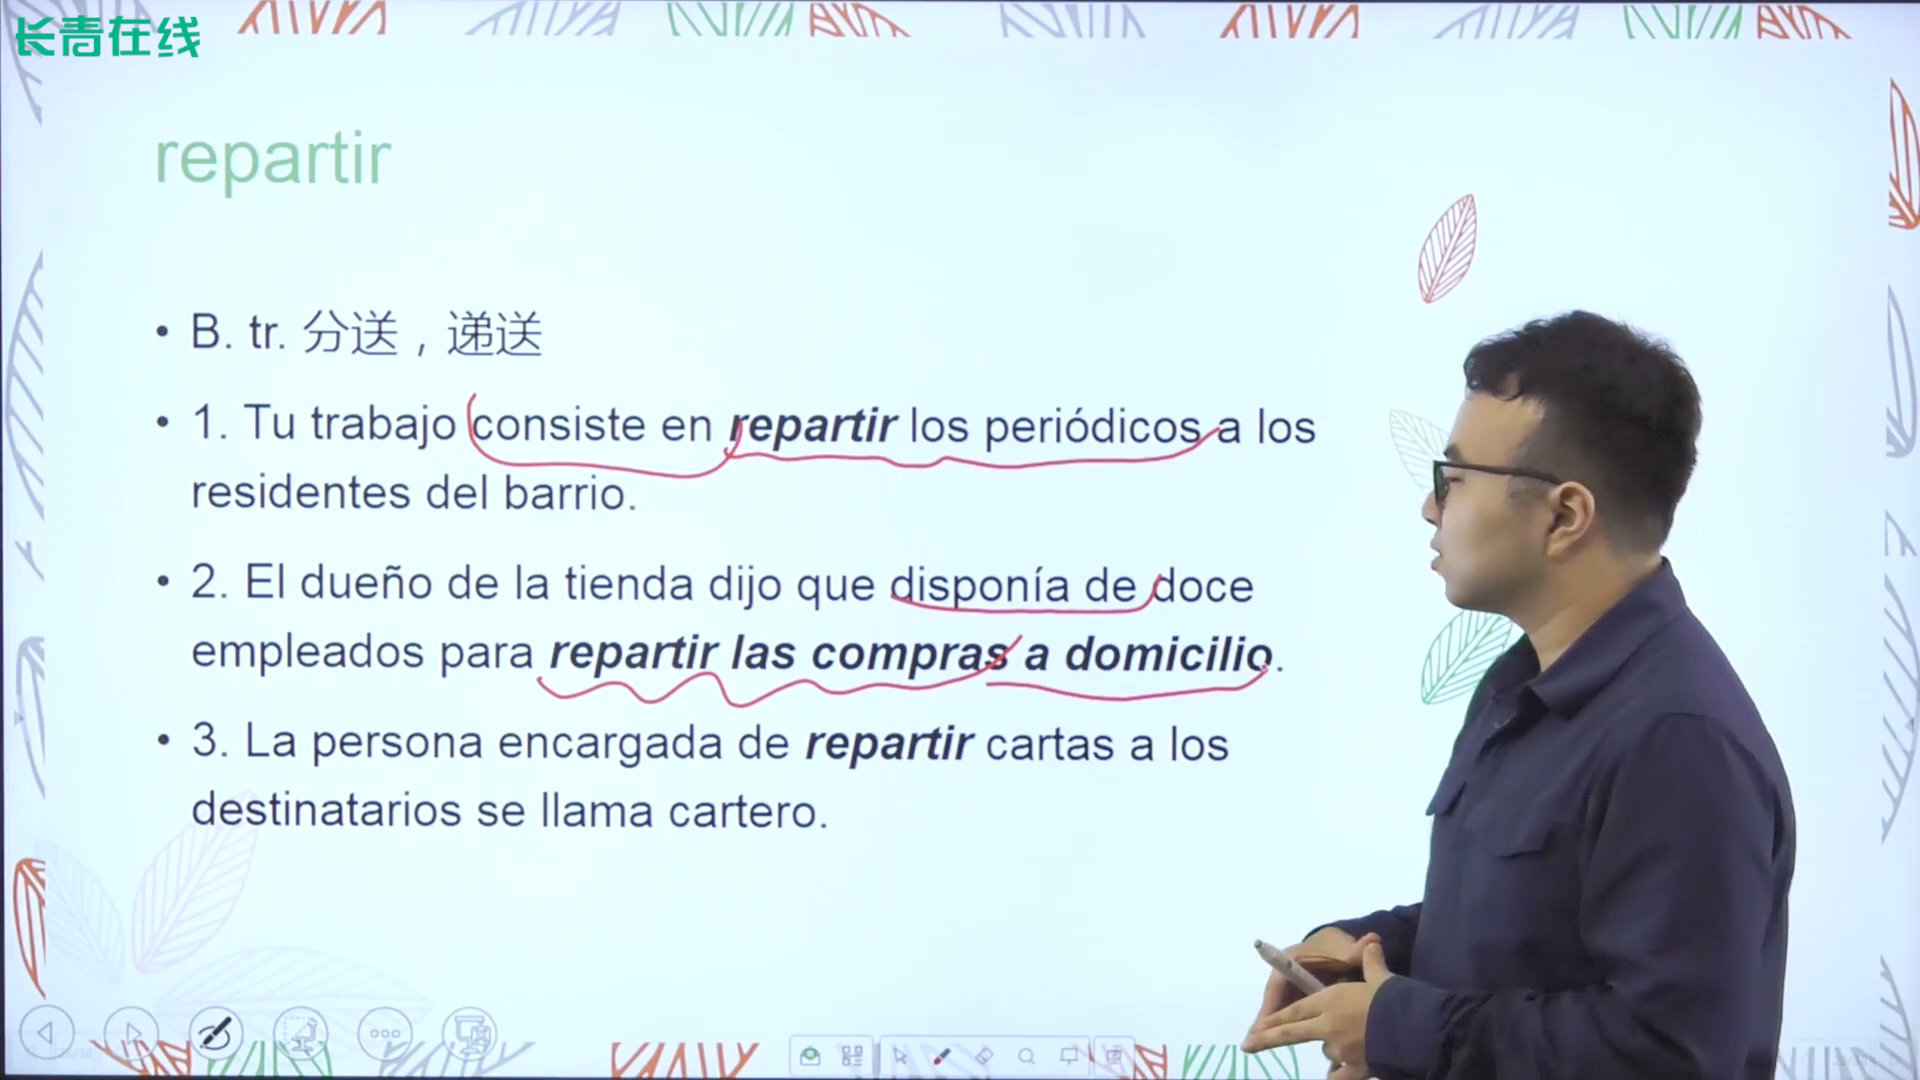 长青在线
repartir
• B. tr. 分送，递送
• 1. Tu trabajo consiste en repartir los periódicos a los
residentes del barrio.
• 2. El dueño de la tienda dijo que disponía de doce
empleados para repartir las compras a domicilio.
• 3. La persona encargada de repartir cartas a los
destinatarios se llama cartero.